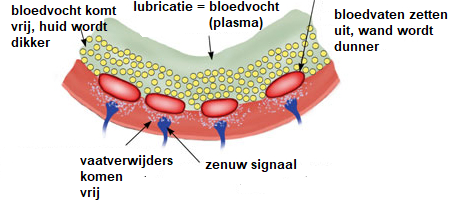 bloedvocht komt
vrij, huid wordt
dikker
lubricatie = bloedvocht
(plasma)
bloedvaten zetten
uit, wand wordt
dunner
vaatverwijders
komen
vrij
zenuw signaal